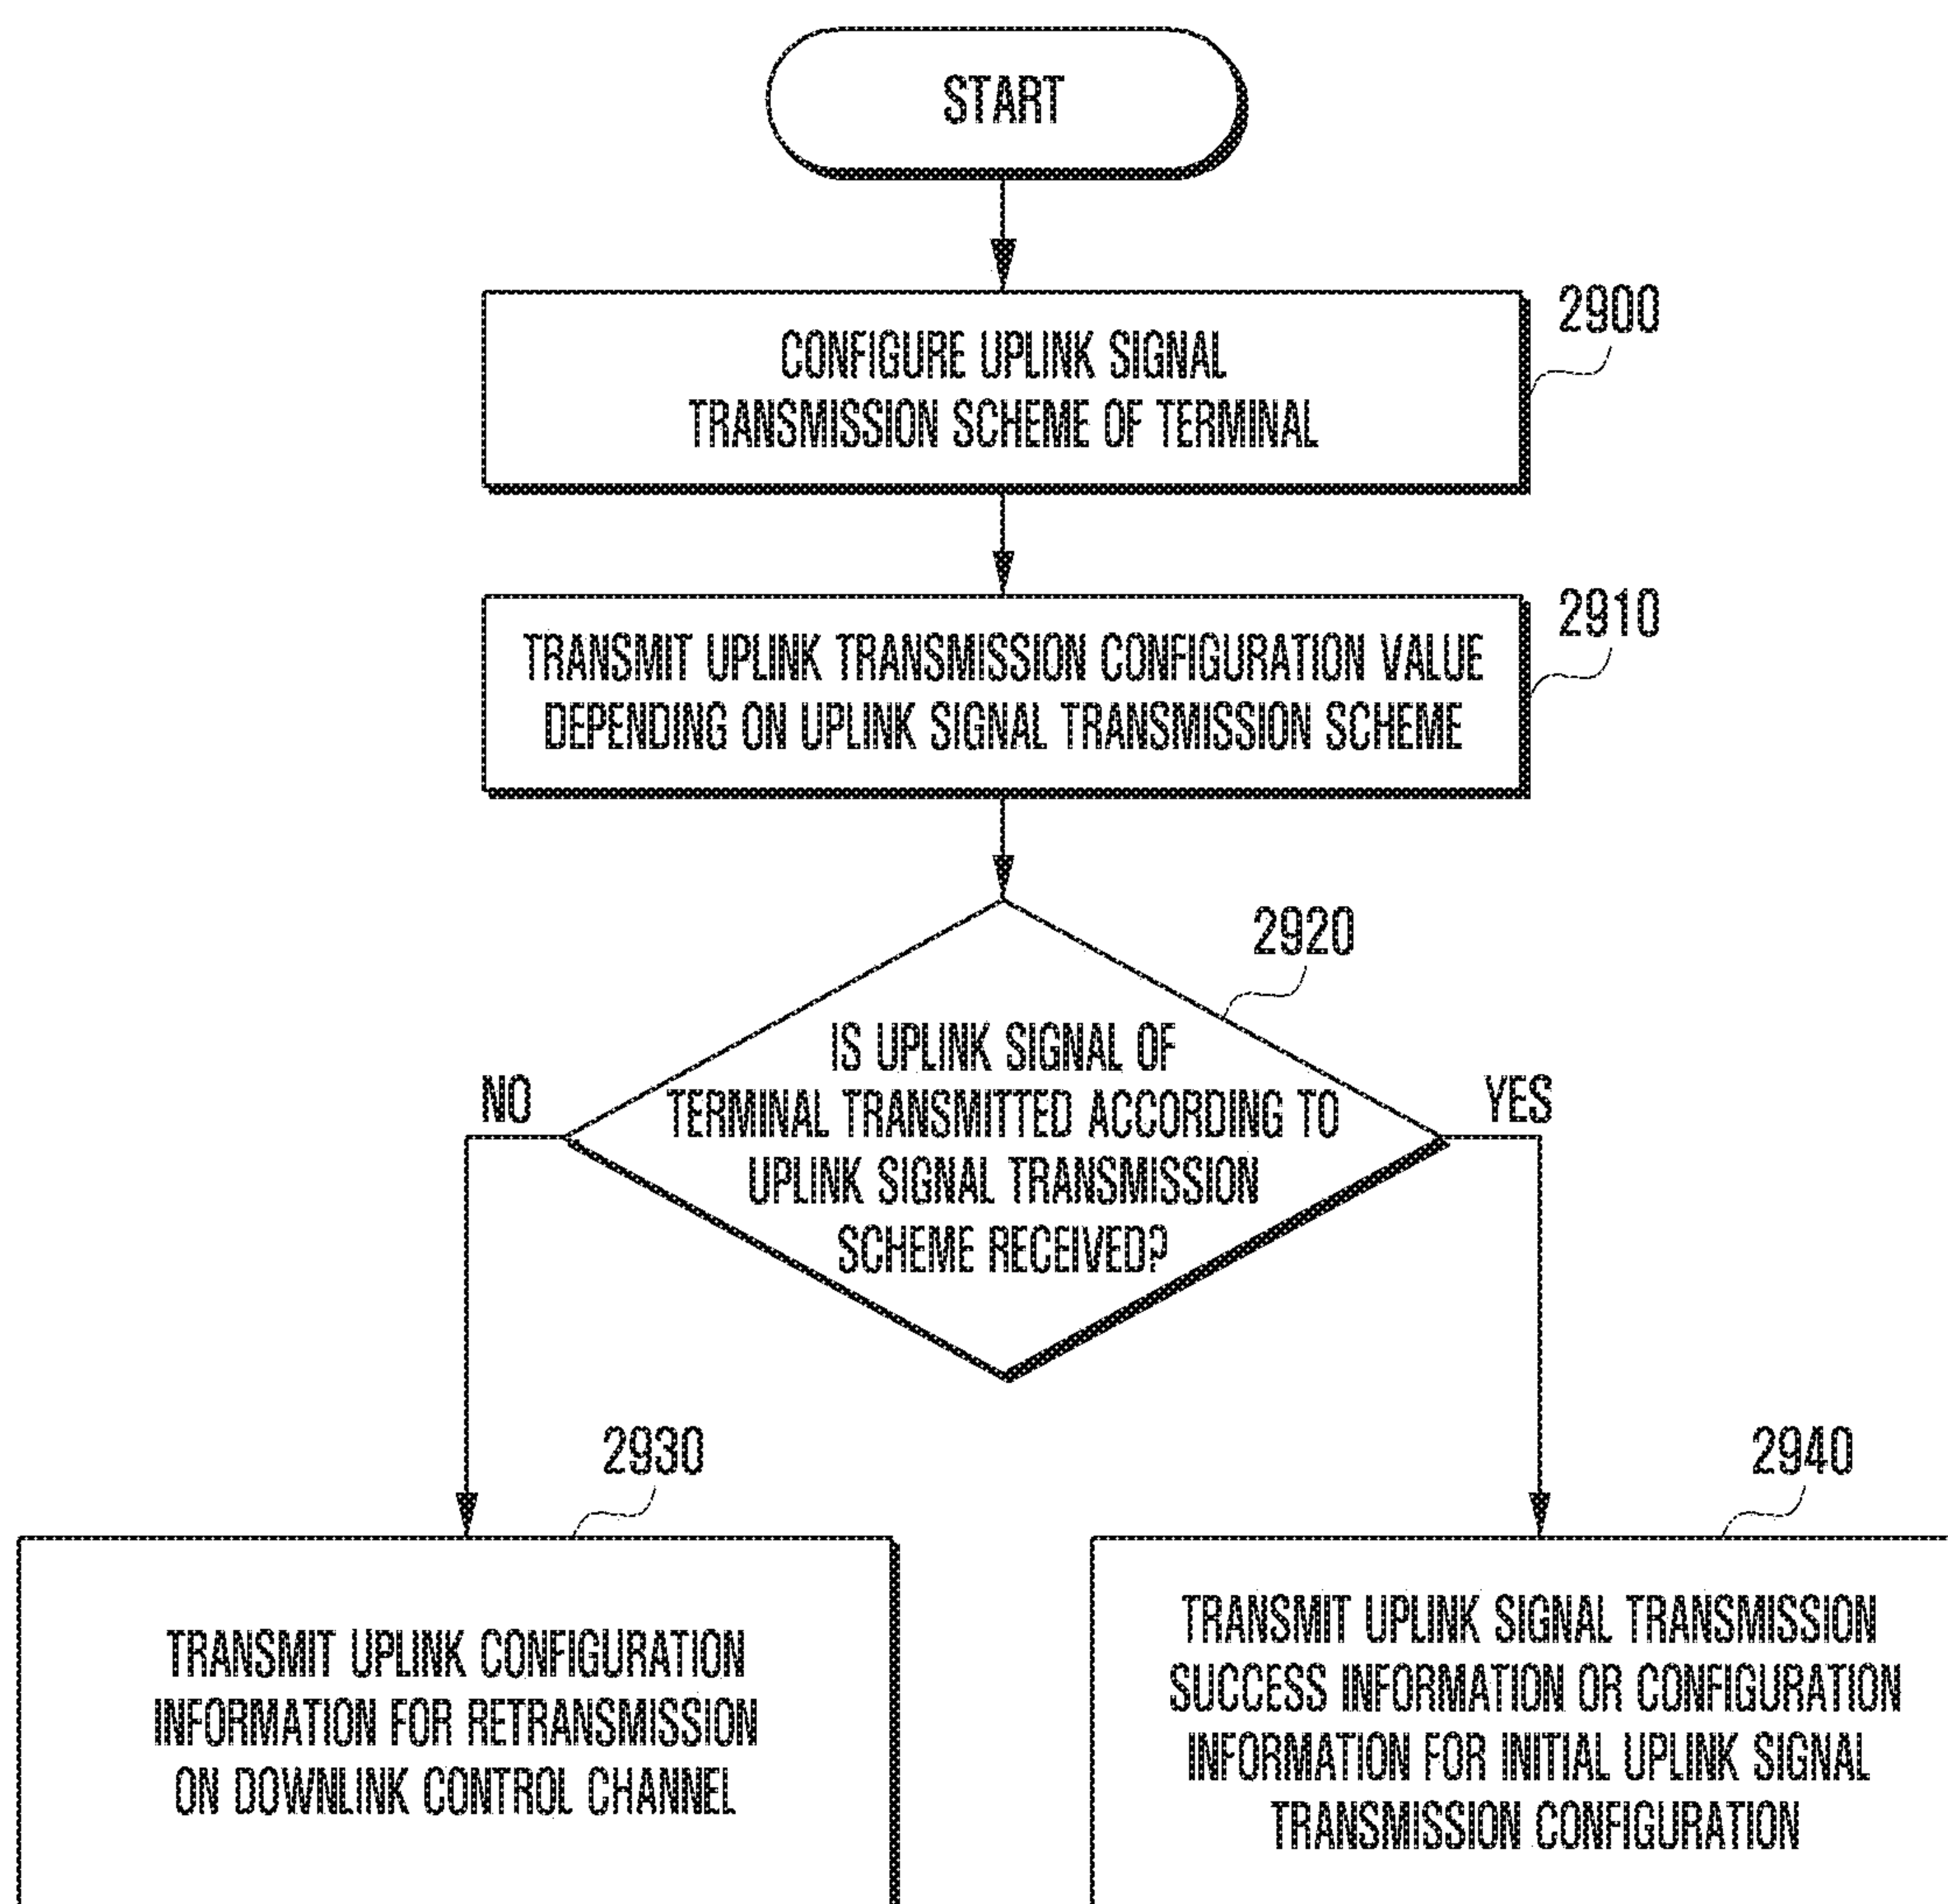 START
2900
CONFIGURE UPLINK SIGNAL
TRANSMISSION SCHEME OF TERMINAL
2910
TRANSMIT UPLINK TRANSMISSION CONFIGURATION VALUE
DEPENDING ON UPLINK SIGNAL TRANSMISSION SCHEME
2920
IS UPLINK SIGNAL OF
TERMINAL TRANSMITTED ACCORDING TO
UPLINK SIGNAL TRANSMISSION
SCHEME RECEIVED?
NO
YES
2930
TRANSMIT UPLINK CONFIGURATION
INFORMATION FOR RETRANSMISSION
ON DOWNLINK CONTROL CHANNEL
2940
TRANSMIT UPLINK SIGNAL TRANSMISSION
SUCCESS INFORMATION OR CONFIGURATION
INFORMATION FOR INITIAL UPLINK SIGNAL
TRANSMISSION CONFIGURATION